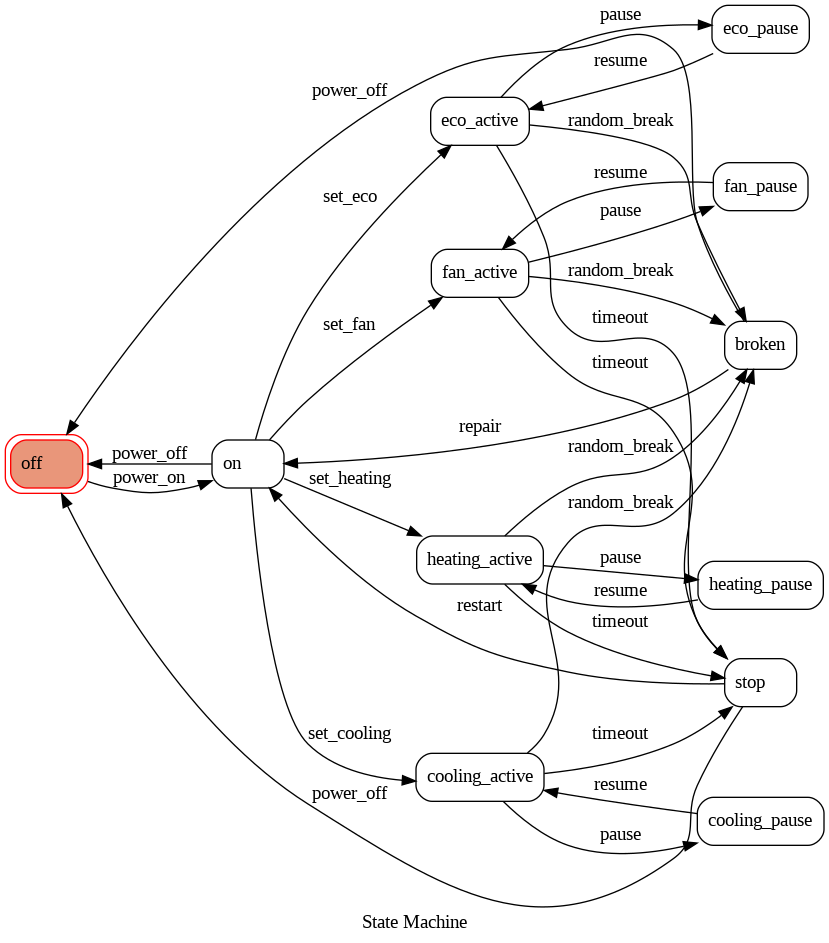 pause
eco_pause
resume
power_off
eco_active
random_break
resume
fan_pause
set_eco
pause
fan_active
random_break
timeout
set_fan
broken
timeout
repair
random_break
power_off
off
on
power_on
set_heating
random_break
pause
heating_active
heating_pause
resume
restart
timeout
stop
set_cooling
timeout
cooling_active
resume
power_off
cooling_pause
pause
State Machine